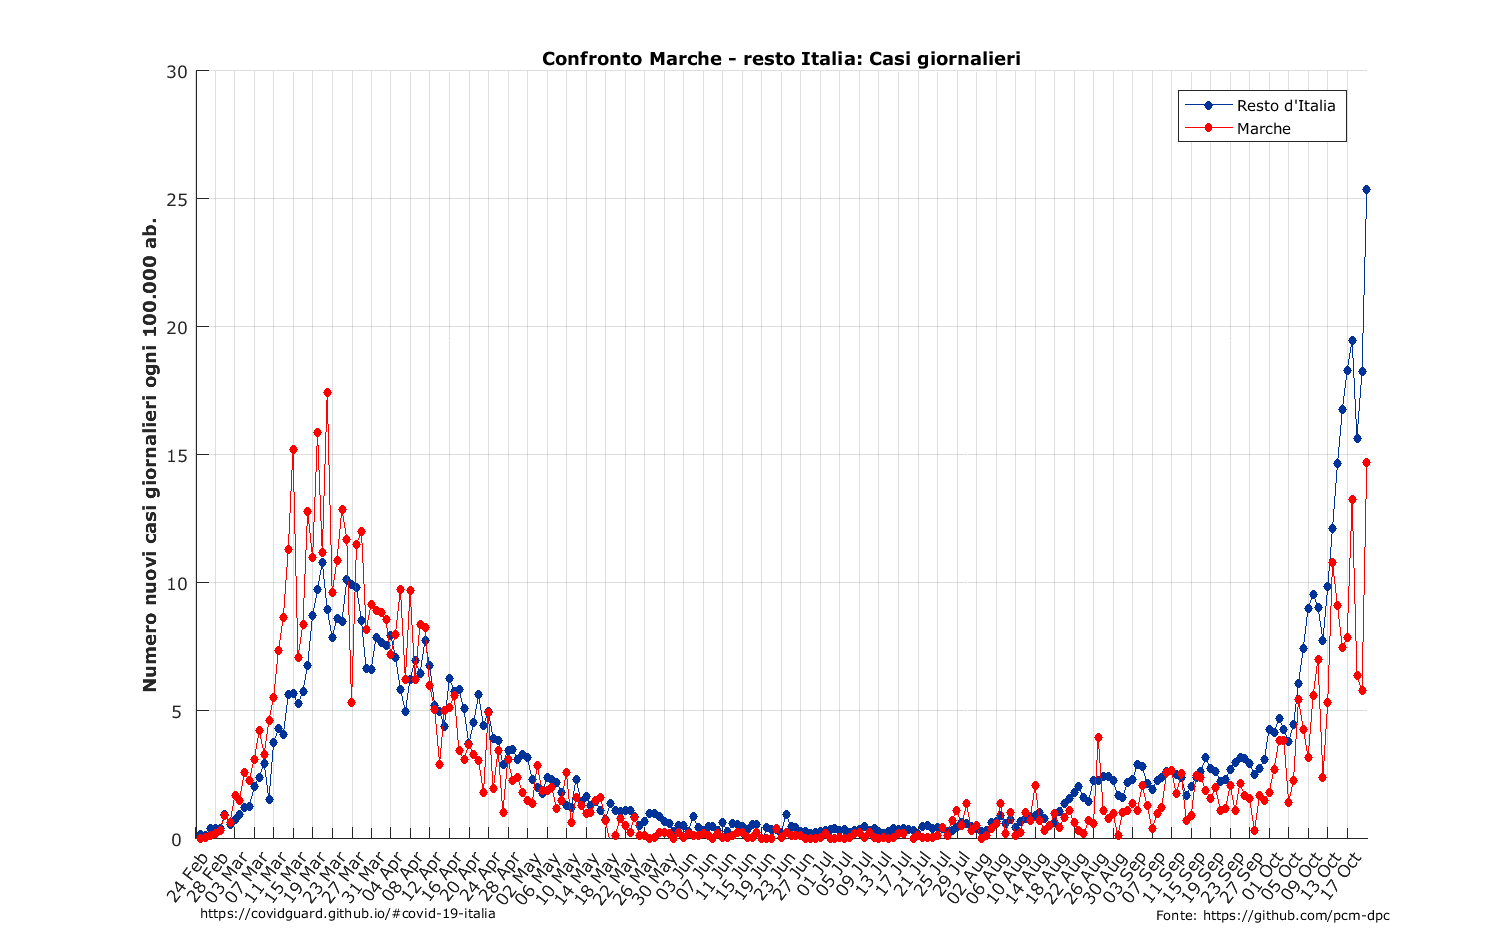 Confronto Marche - resto Italia: Casi giornalieri
Resto d'Italia
Marche
Numero nuovi casi giornalieri ogni 100.000 ab.
30
25
20
15
10
5
0
24 Feb
28 Feb
03 Mar
07 Mar
11 Mar
15 Mar
19 Mar
23 Mar
27 Mar
31 Mar
04 Apr
08 Apr
12 Apr
16 Apr
20 Apr
24 Apr
28 Apr
02 May
06 May
10 May
14 May
18 May
22 May
26 May
30 May
03 Jun
07 Jun
11 Jun
15 Jun
19 Jun
23 Jun
27 Jun
01 Jul
05 Jul
09 Jul
13 Jul
17 Jul
21 Jul
25 Jul
29 Jul
02 Aug
06 Aug
10 Aug
14 Aug
18 Aug
22 Aug
26 Aug
30 Aug
03 Sep
07 Sep
11 Sep
15 Sep
19 Sep
23 Sep
27 Sep
01 Oct
05 Oct
09 Oct
13 Oct
17 Oct
https://covidguard.github.io/#covid-19-italia
Fonte: https://github.com/pcm-dpc